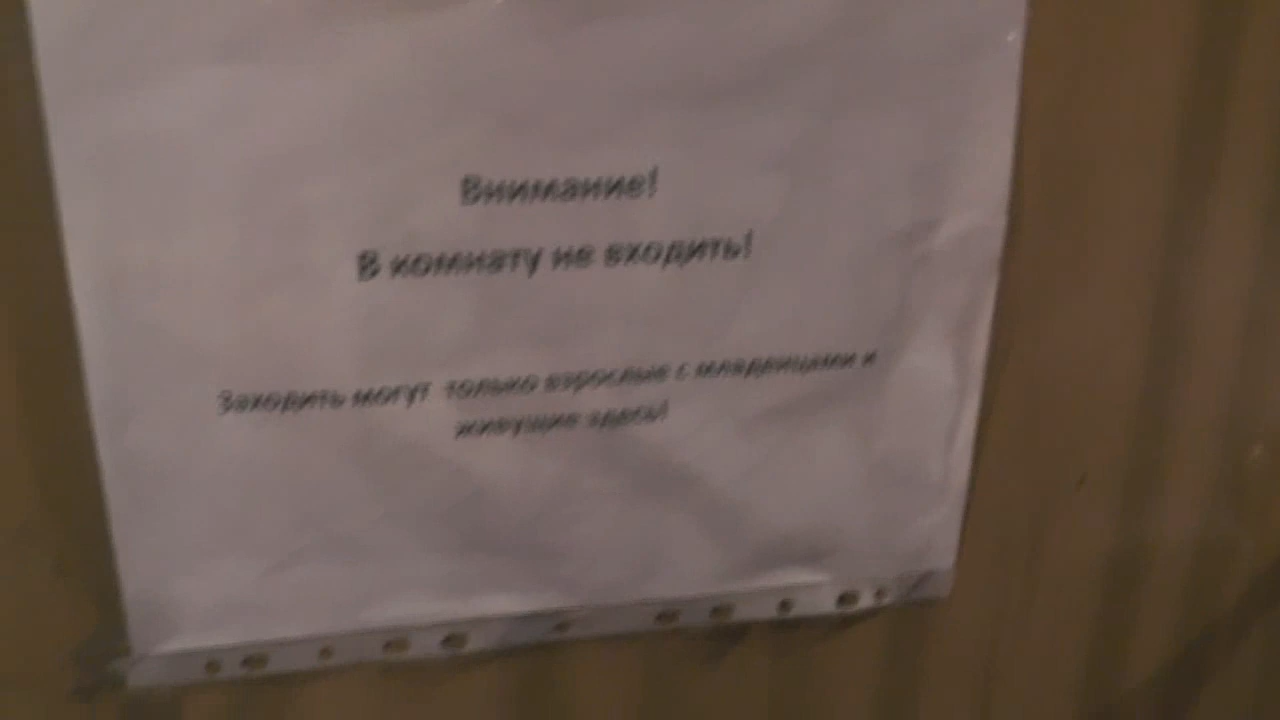 Внимание!
В комнату не входить!
Заходить могут только взрослые с младенцами и
живущие здесь!